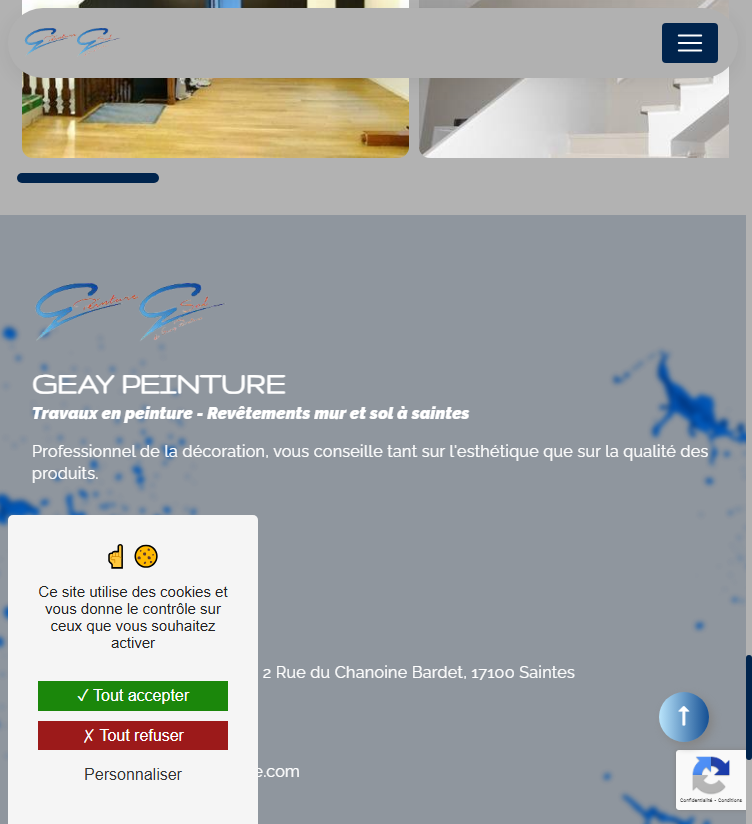 Peinture Sol
GEAY PEINTURE
Travaux en peinture - Revêtements mur et sol à saintes
Professionnel de la décoration, vous conseille tant sur l'esthétique que sur la qualité des
produits.
Ce site utilise des cookies et
vous donne le contrôle sur
ceux que vous souhaitez
activer
2 Rue du Chanoine Bardet, 17100 Saintes
✓ Tout accepter
✗ Tout refuser
Personnaliser
e.com
Confidentialité - Conditions